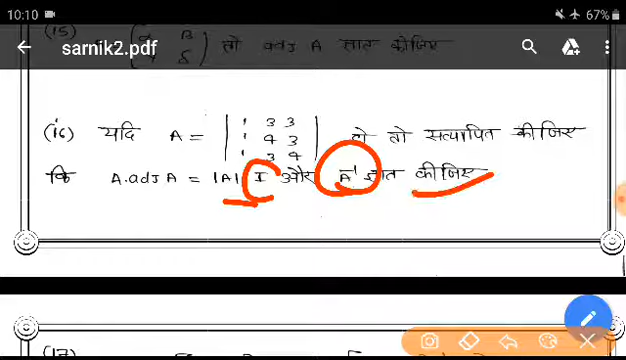 10:10
67%
sarnik2.pdf
(15) α β δ तो adJ A ज्ञात कीजिए
(16) यदि A = | 1 3 3 | हो तो सत्यापित कीजिए
1 4 3
1 3 4
कि A.adJ A = |A| I और A⁻¹ ज्ञात कीजिए
(17)